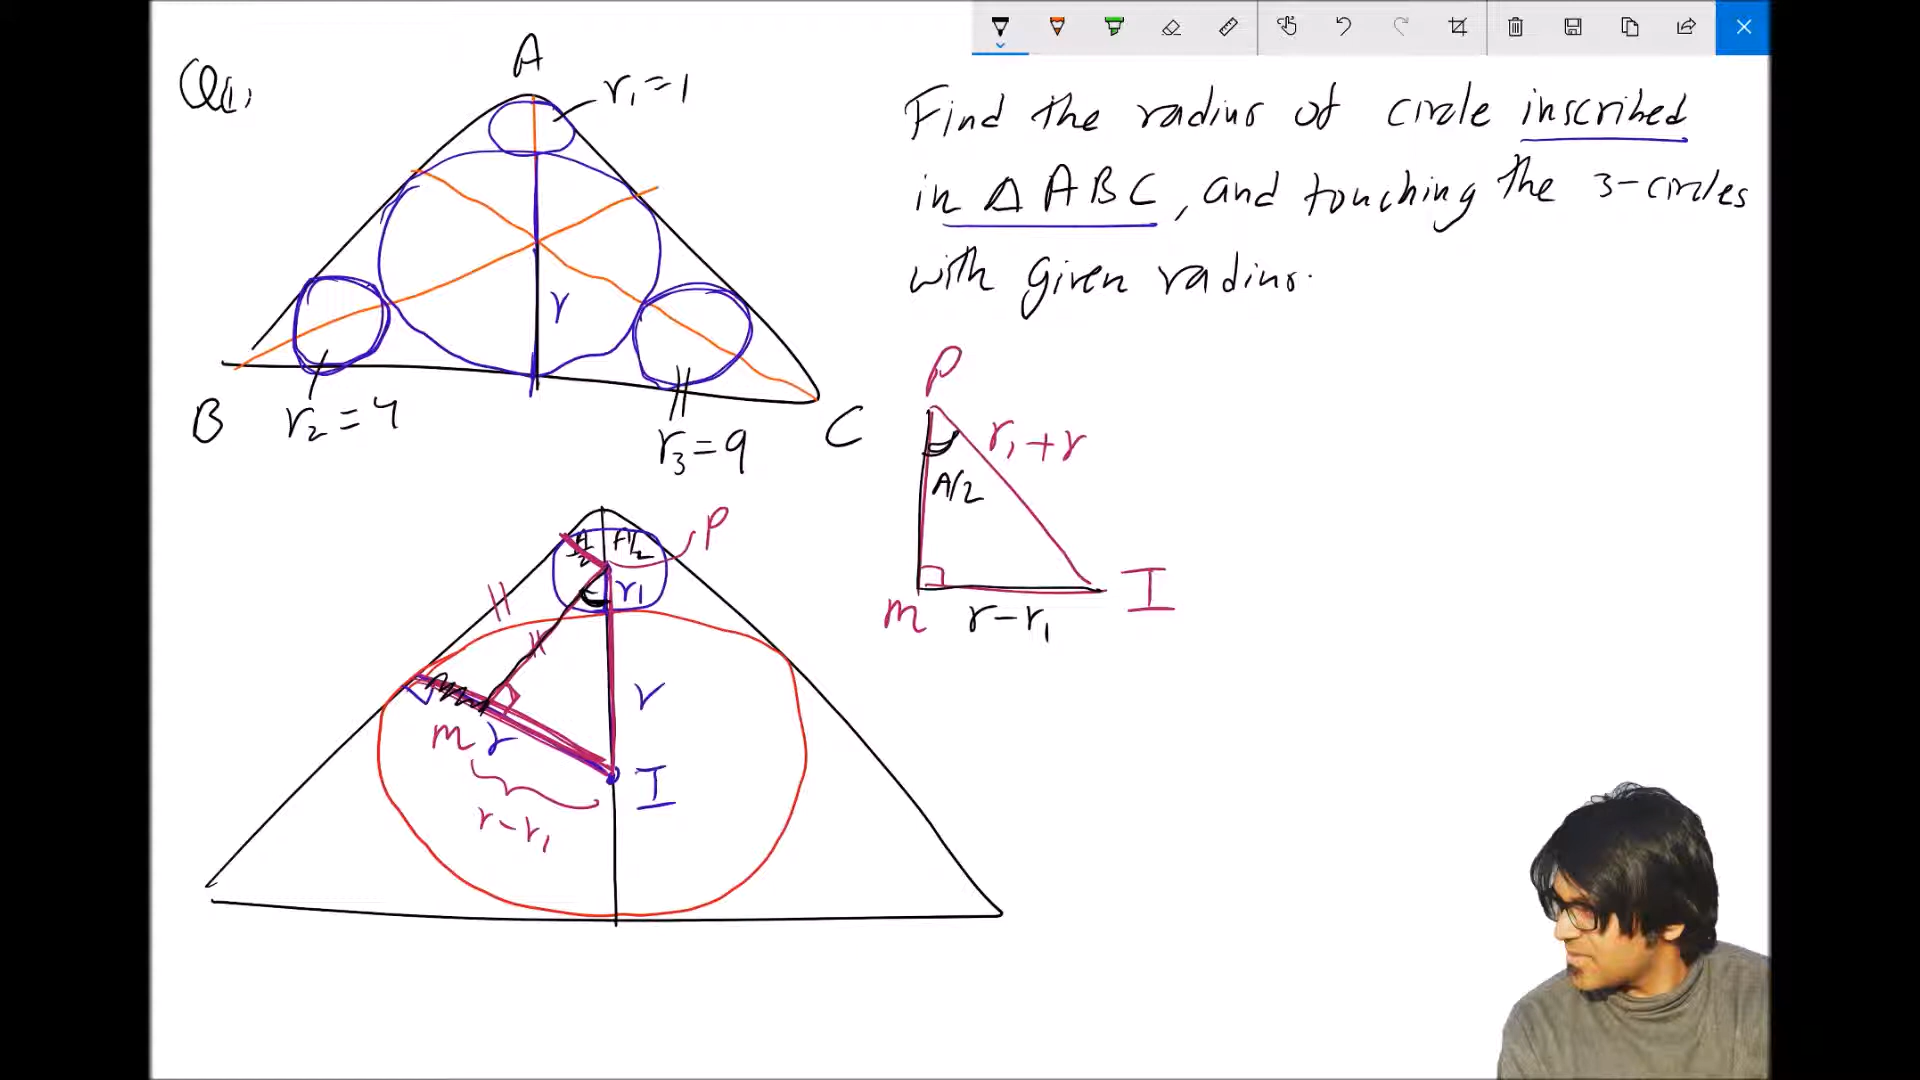 Q1)
A
r₁=1
Find the radius of circle inscribed
in △ ABC, and touching the 3-circles
with given radius.
r
B
r₂=4
r₃=9
C
P
r₁+r
A/2
m
r-r₁
I
A/2
A/2
P
r₁
r
m
r
I
r-r₁